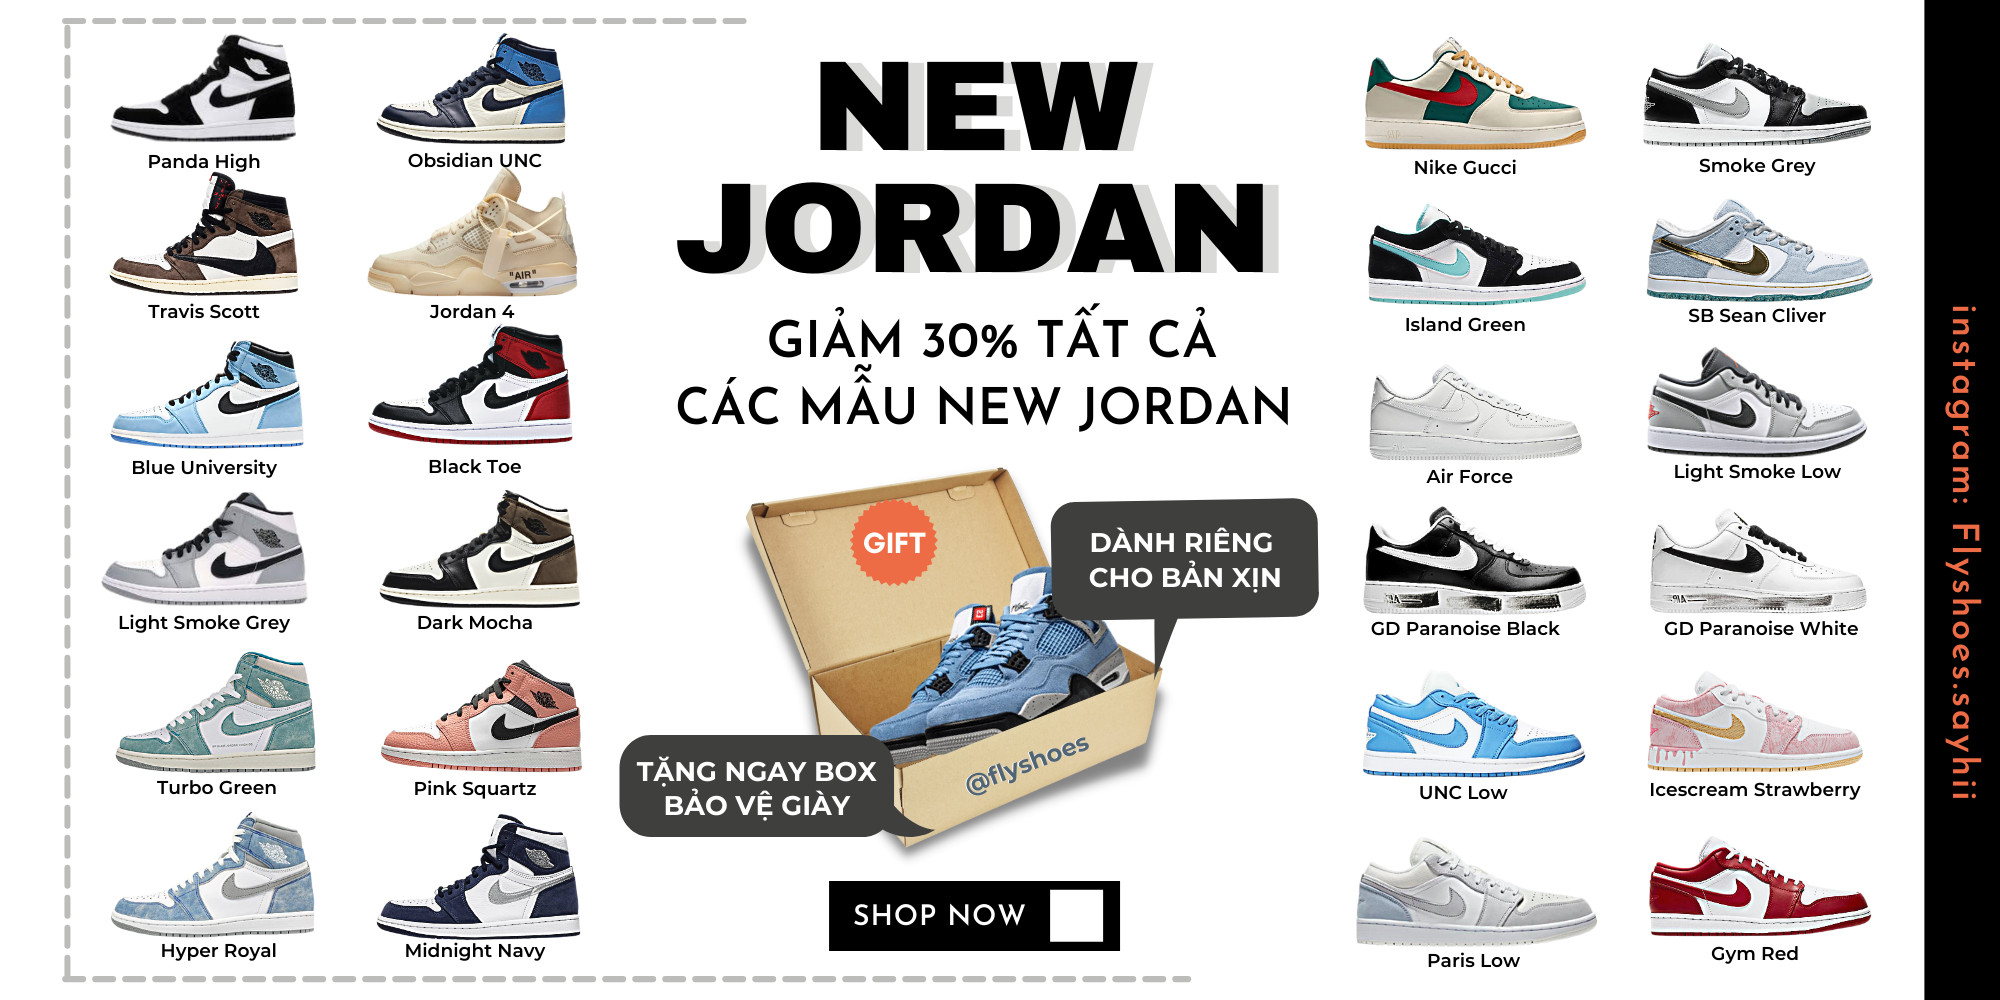 Panda High
Obsidian UNC
Travis Scott
"AIR"
Jordan 4
Blue University
Black Toe
Light Smoke Grey
Dark Mocha
Turbo Green
Pink Squartz
Hyper Royal
Midnight Navy
NEW
JORDAN
GIẢM 30% TẤT CẢ
CÁC MẪU NEW JORDAN
GIFT
DÀNH RIÊNG
CHO BẢN XỊN
@flyshoes
TẶNG NGAY BOX
BẢO VỆ GIÀY
SHOP NOW
Nike Gucci
Smoke Grey
Island Green
SB Sean Cliver
Air Force
Light Smoke Low
GD Paranoise Black
GD Paranoise White
UNC Low
Icescream Strawberry
Paris Low
Gym Red
instagram: Flyshoes.sayhii